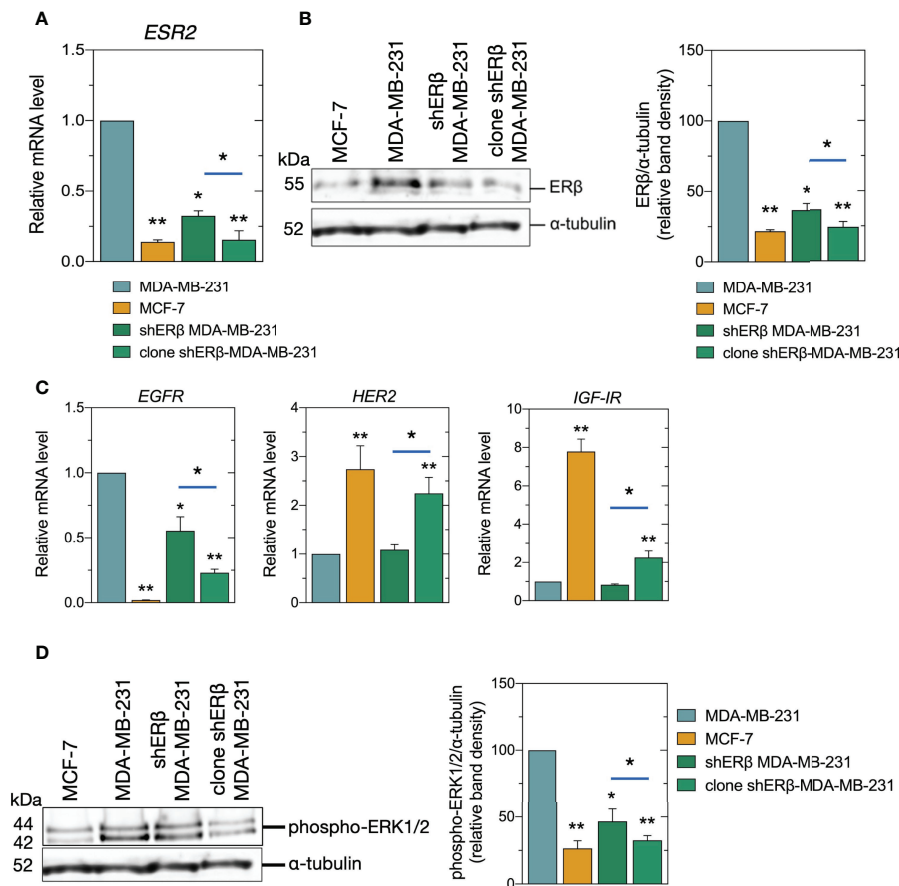 A
ESR2
Relative mRNA level
1.5
1.0
0.5
0.0
**
*
**
*
MDA-MB-231
MCF-7
shERβ MDA-MB-231
clone shERβ-MDA-MB-231
B
MCF-7
MDA-MB-231
shERβ
MDA-MB-231
clone shERβ
MDA-MB-231
kDa
55
ERβ
52
α-tubulin
ERβ/α-tubulin
(relative band density)
150
100
50
0
**
*
**
*
MDA-MB-231
MCF-7
shERβ MDA-MB-231
clone shERβ-MDA-MB-231
C
EGFR
Relative mRNA level
1.5
1.0
0.5
0.0
**
*
**
*
HER2
Relative mRNA level
4
3
2
1
0
**
*
**
IGF-IR
Relative mRNA level
10
8
6
4
2
0
**
*
**
D
MCF-7
MDA-MB-231
shERβ
MDA-MB-231
clone shERβ
MDA-MB-231
kDa
44
42
phospho-ERK1/2
52
α-tubulin
phospho-ERK1/2/α-tubulin
(relative band density)
150
100
50
0
**
*
**
*
MDA-MB-231
MCF-7
shERβ MDA-MB-231
clone shERβ-MDA-MB-231